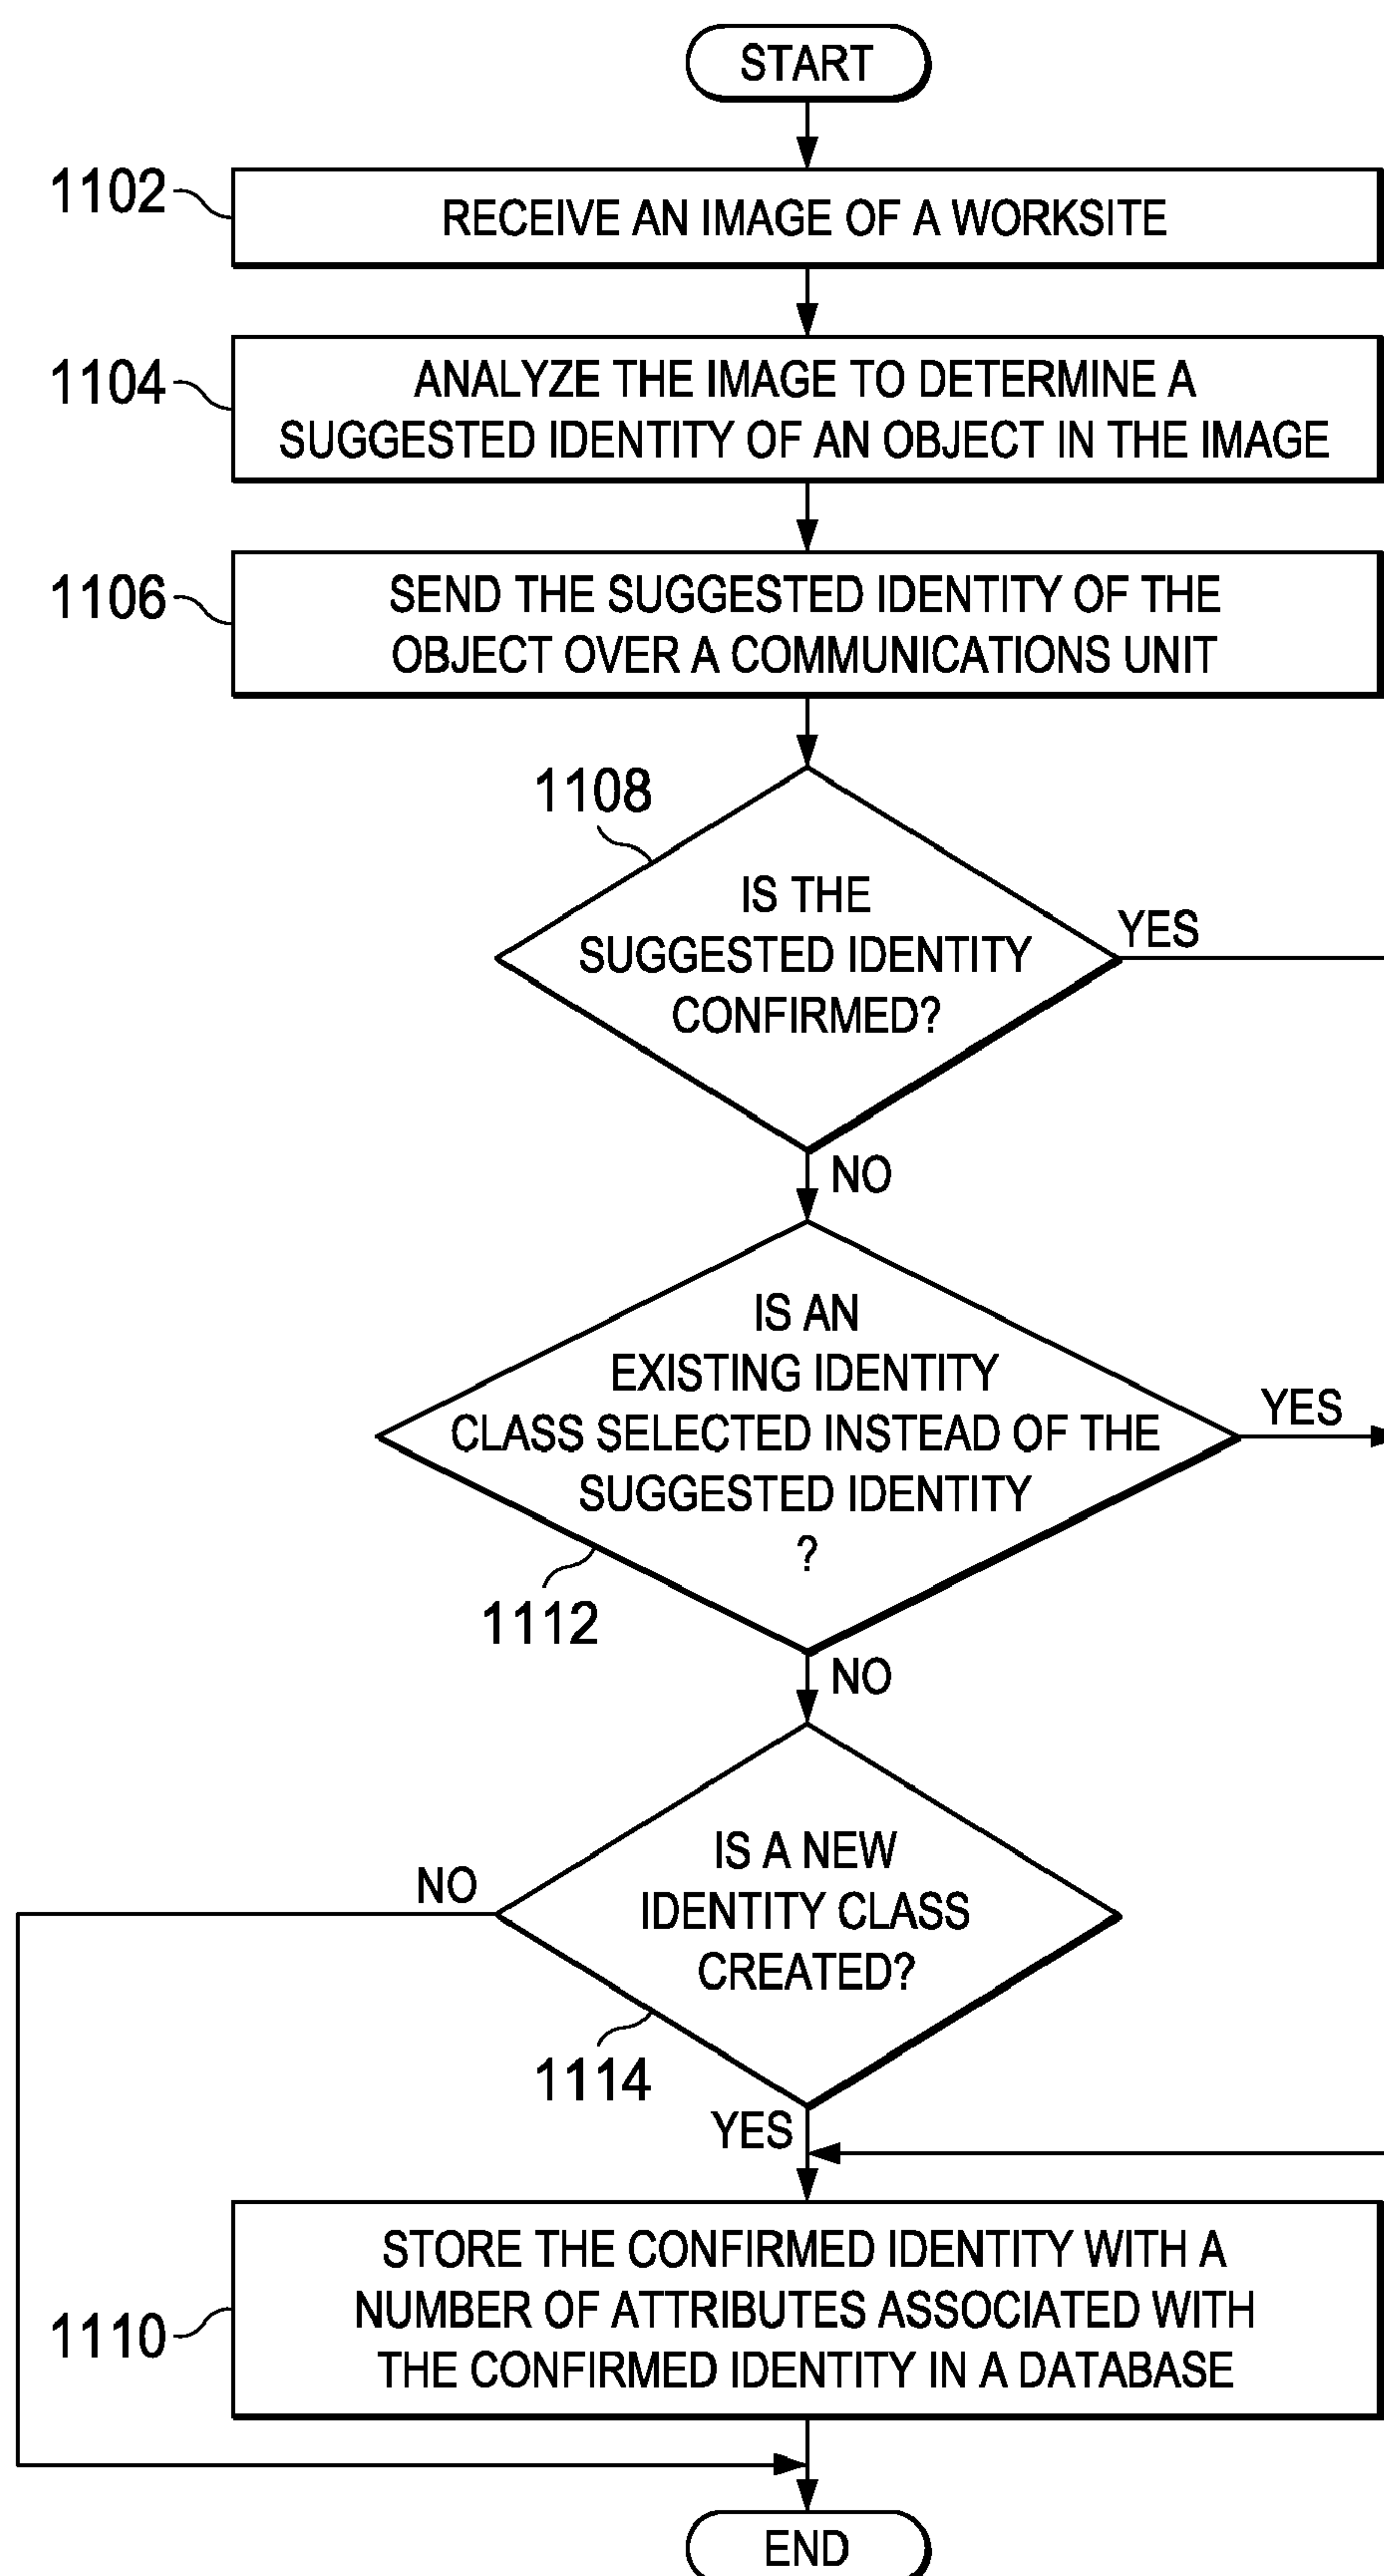 START
1102
RECEIVE AN IMAGE OF A WORKSITE
1104
ANALYZE THE IMAGE TO DETERMINE A
SUGGESTED IDENTITY OF AN OBJECT IN THE IMAGE
1106
SEND THE SUGGESTED IDENTITY OF THE
OBJECT OVER A COMMUNICATIONS UNIT
1108
IS THE
SUGGESTED IDENTITY
CONFIRMED?
YES
NO
IS AN
EXISTING IDENTITY
CLASS SELECTED INSTEAD OF THE
SUGGESTED IDENTITY
?
YES
1112
NO
IS A NEW
IDENTITY CLASS
CREATED?
NO
1114
YES
STORE THE CONFIRMED IDENTITY WITH A
NUMBER OF ATTRIBUTES ASSOCIATED WITH
THE CONFIRMED IDENTITY IN A DATABASE
1110
END